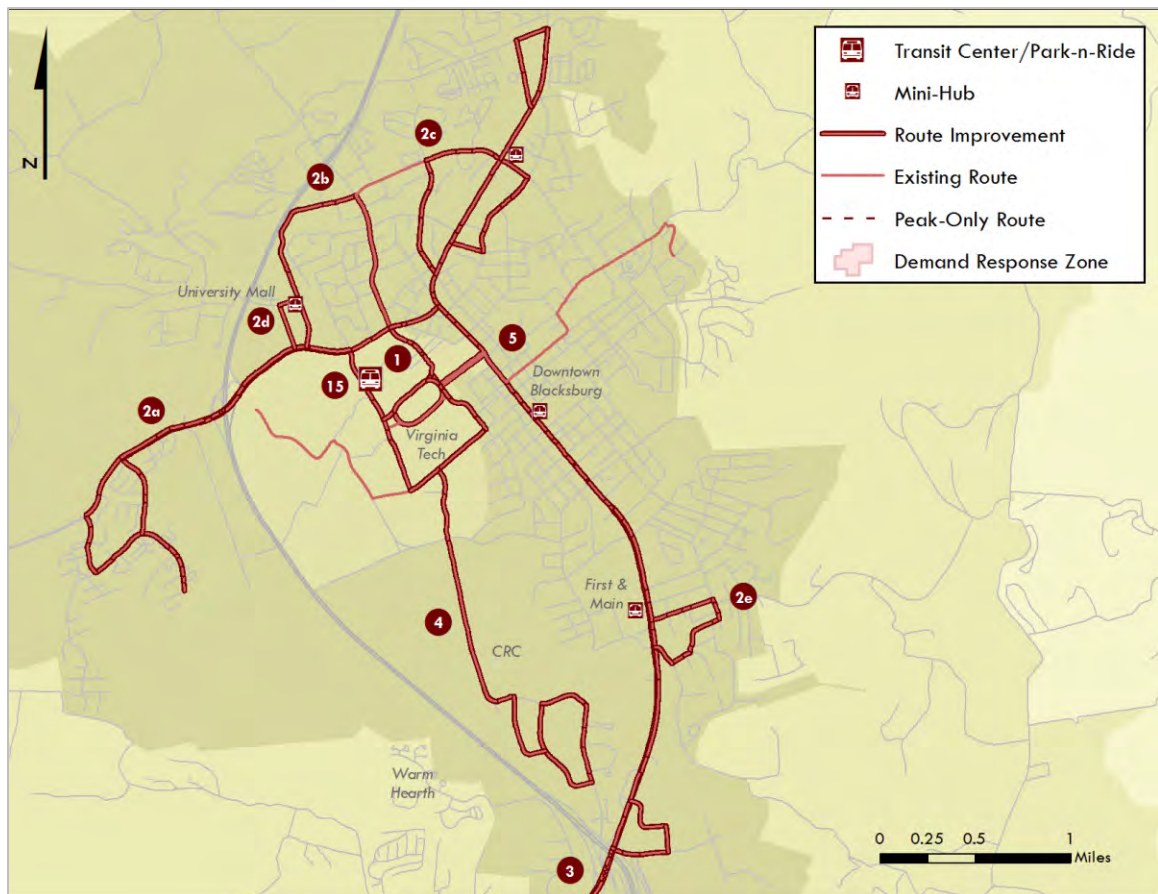 Transit Center/Park-n-Ride
Mini-Hub
Route Improvement
Existing Route
Peak-Only Route
Demand Response Zone
N
2c
2b
University Mall
2d
5
1
15
Downtown
Blacksburg
2a
Virginia
Tech
First &
Main
2e
4
CRC
Warm
Hearth
3
0 0.25 0.5 1
Miles